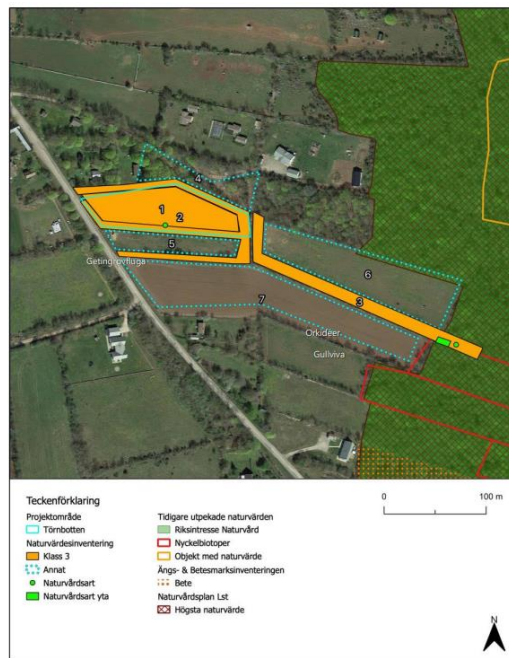 4
1
2
5
Getingrovfluga
6
3
7
Orkidéer
Gullviva
Teckenförklaring
Projektområde
Törnbotten
Naturvärdesinventering
Klass 3
Annat
Naturvårdsart
Naturvårdsart yta
Tidigare utpekade naturvärden
Riksintresse Naturvård
Nyckelbiotoper
Objekt med naturvärde
Ängs- & Betesmarksinventeringen
Bete
Naturvårdsplan Lst
Högsta naturvärde
0 100 m
N